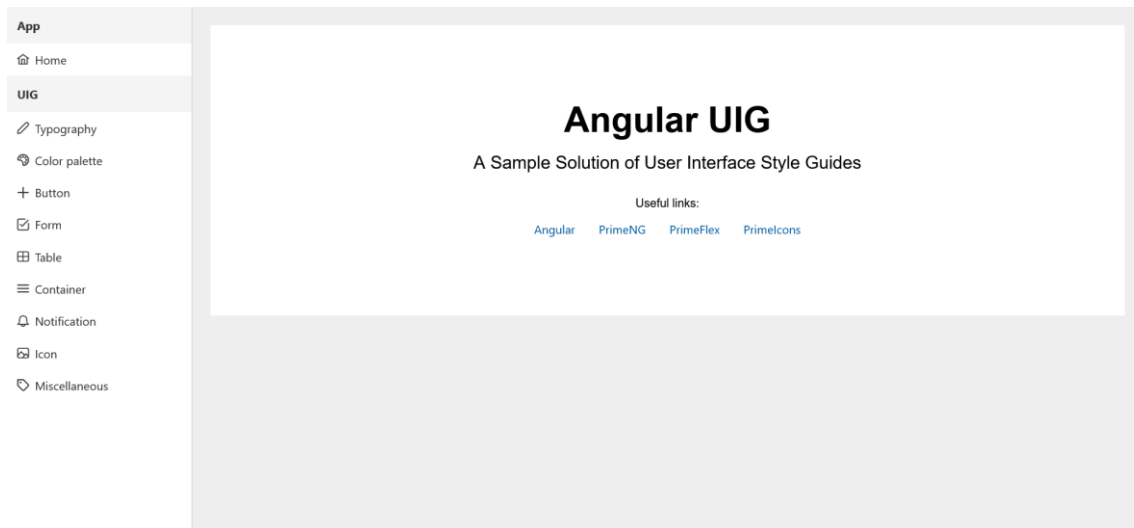 App
Home
UIG
Typography
Color palette
Button
Form
Table
Container
Notification
Icon
Miscellaneous
Angular UIG
A Sample Solution of User Interface Style Guides
Useful links:
Angular PrimeNG PrimeFlex PrimeIcons